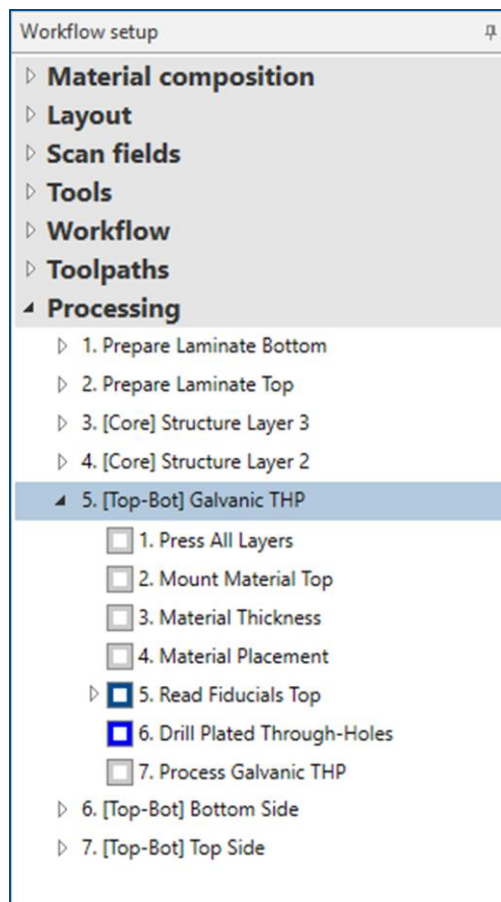 Workflow setup
Material composition
Layout
Scan fields
Tools
Workflow
Toolpaths
Processing
1. Prepare Laminate Bottom
2. Prepare Laminate Top
3. [Core] Structure Layer 3
4. [Core] Structure Layer 2
5. [Top-Bot] Galvanic THP
1. Press All Layers
2. Mount Material Top
3. Material Thickness
4. Material Placement
5. Read Fiducials Top
6. Drill Plated Through-Holes
7. Process Galvanic THP
6. [Top-Bot] Bottom Side
7. [Top-Bot] Top Side